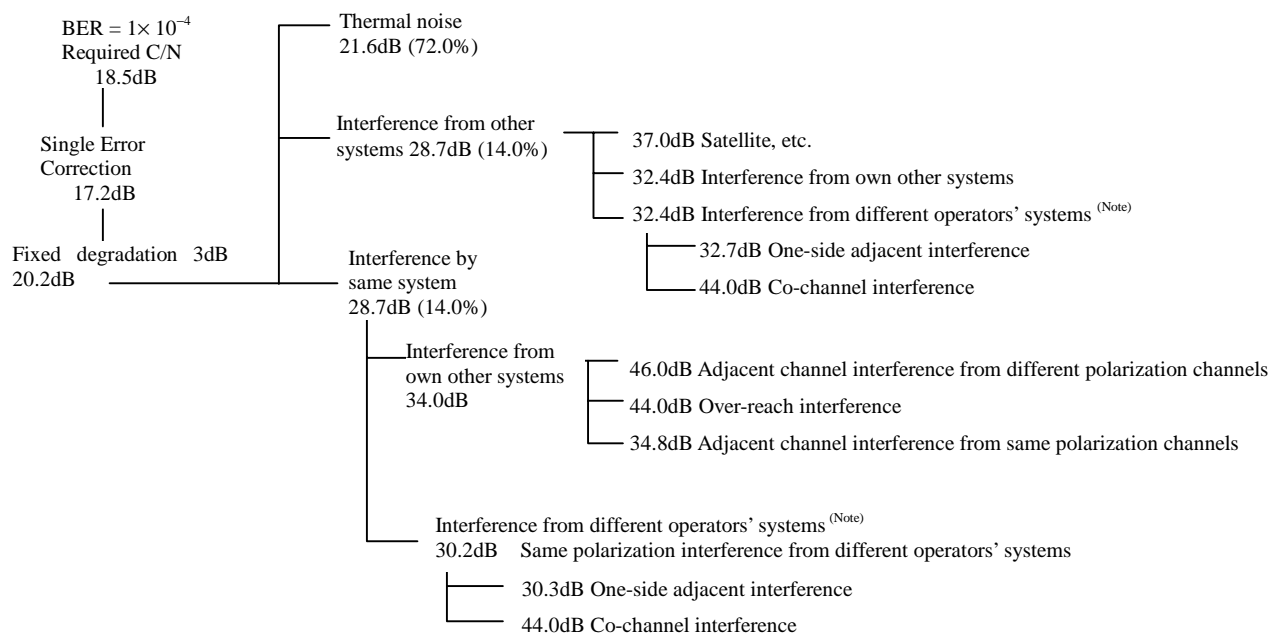 BER = 1× 10⁻⁴
Required C/N
18.5dB
Single Error
Correction
17.2dB
Fixed degradation 3dB
20.2dB
Thermal noise
21.6dB (72.0%)
Interference from other
systems 28.7dB (14.0%)
37.0dB Satellite, etc.
32.4dB Interference from own other systems
32.4dB Interference from different operators’ systems (Note)
32.7dB One-side adjacent interference
44.0dB Co-channel interference
Interference by
same system
28.7dB (14.0%)
Interference from
own other systems
34.0dB
46.0dB Adjacent channel interference from different polarization channels
44.0dB Over-reach interference
34.8dB Adjacent channel interference from same polarization channels
Interference from different operators’ systems (Note)
30.2dB Same polarization interference from different operators’ systems
30.3dB One-side adjacent interference
44.0dB Co-channel interference